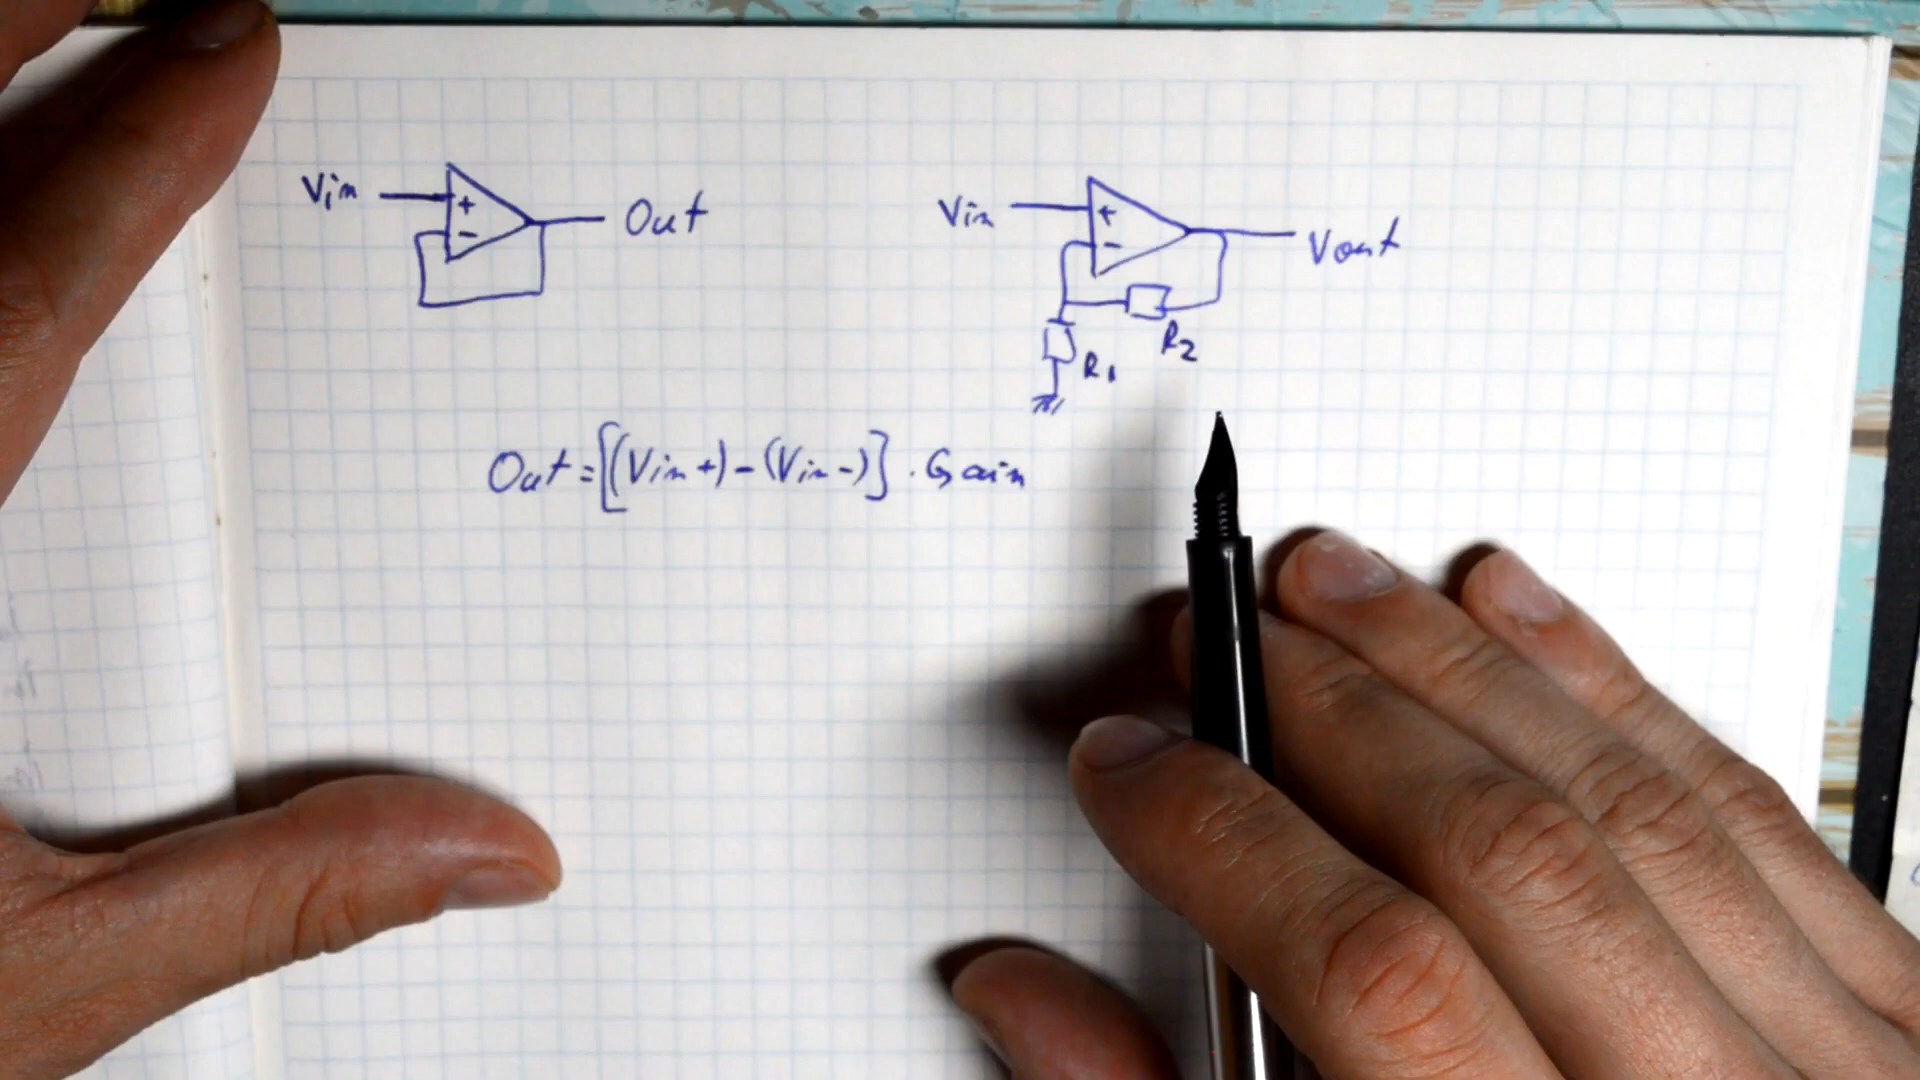 Vin + - Out
Vin + - Vout
R2
R1
Out = [(Vin +) - (Vin -)] · Gain